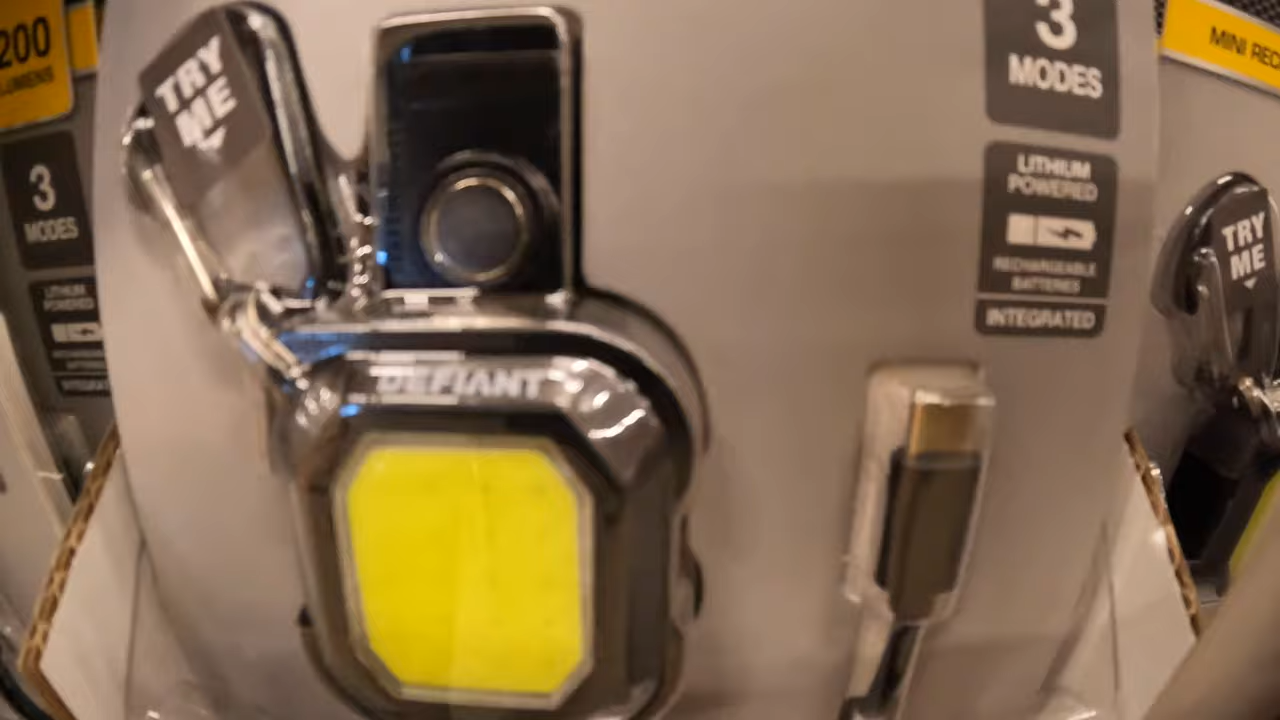 200
LUMENS
3
MODES
LITHIUM
POWERED
TRY
ME
DEFIANT
3
MODES
LITHIUM
POWERED
RECHARGEABLE
BATTERIES
INTEGRATED
MINI REC
TRY
ME